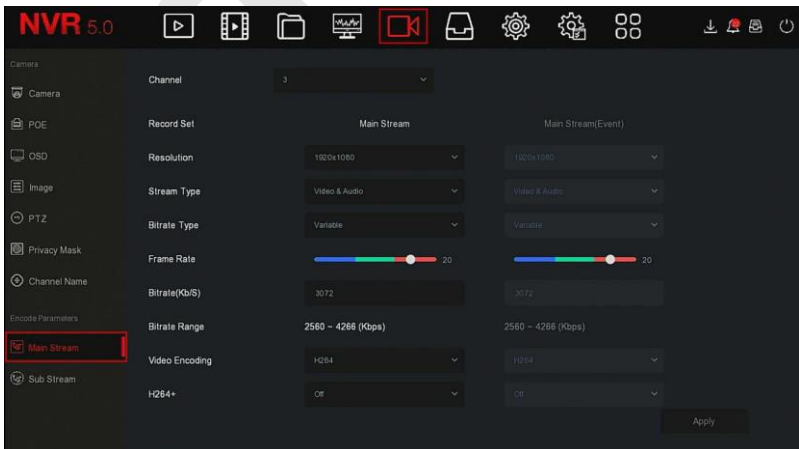 NVR 5.0
Camera
Camera
POE
OSD
Image
PTZ
Privacy Mask
Channel Name
Encode Parameters
Main Stream
Sub Stream
Channel 3
Record Set Main Stream Main Stream(Event)
Resolution 1920x1080 1920x1080
Stream Type Video & Audio Video & Audio
Bitrate Type Variable Variable
Frame Rate 20 20
Bitrate(Kb/S) 3072 3072
Bitrate Range 2560 ~ 4266 (Kbps) 2560 ~ 4266 (Kbps)
Video Encoding H264 H264
H264+ Off Off
Apply